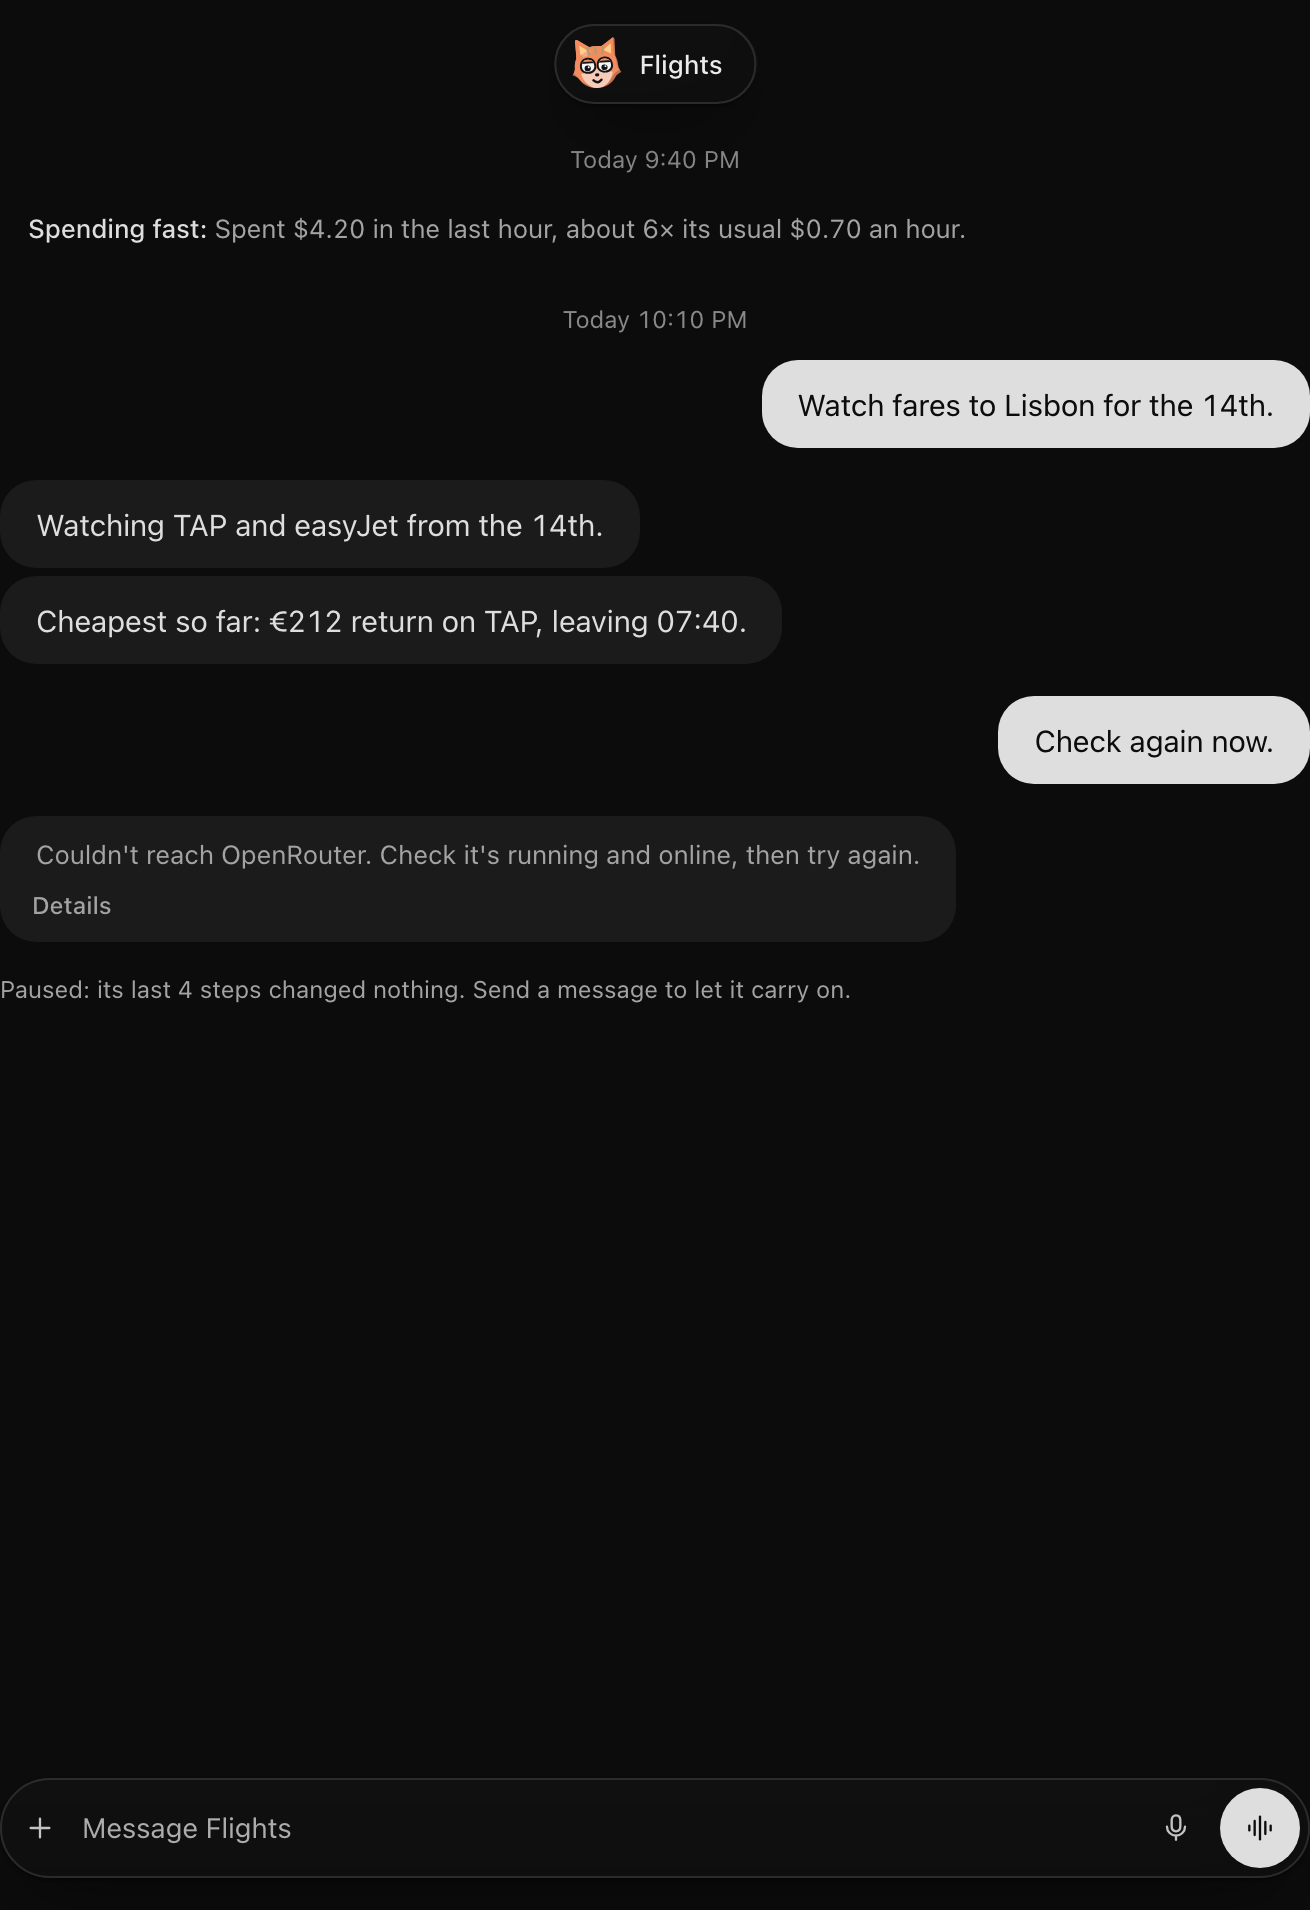 Flights
Today 9:40 PM
Spending fast: Spent $4.20 in the last hour, about 6× its usual $0.70 an hour.
Today 10:10 PM
Watch fares to Lisbon for the 14th.
Watching TAP and easyJet from the 14th.
Cheapest so far: €212 return on TAP, leaving 07:40.
Check again now.
Couldn't reach OpenRouter. Check it's running and online, then try again.
Details
Paused: its last 4 steps changed nothing. Send a message to let it carry on.
Message Flights